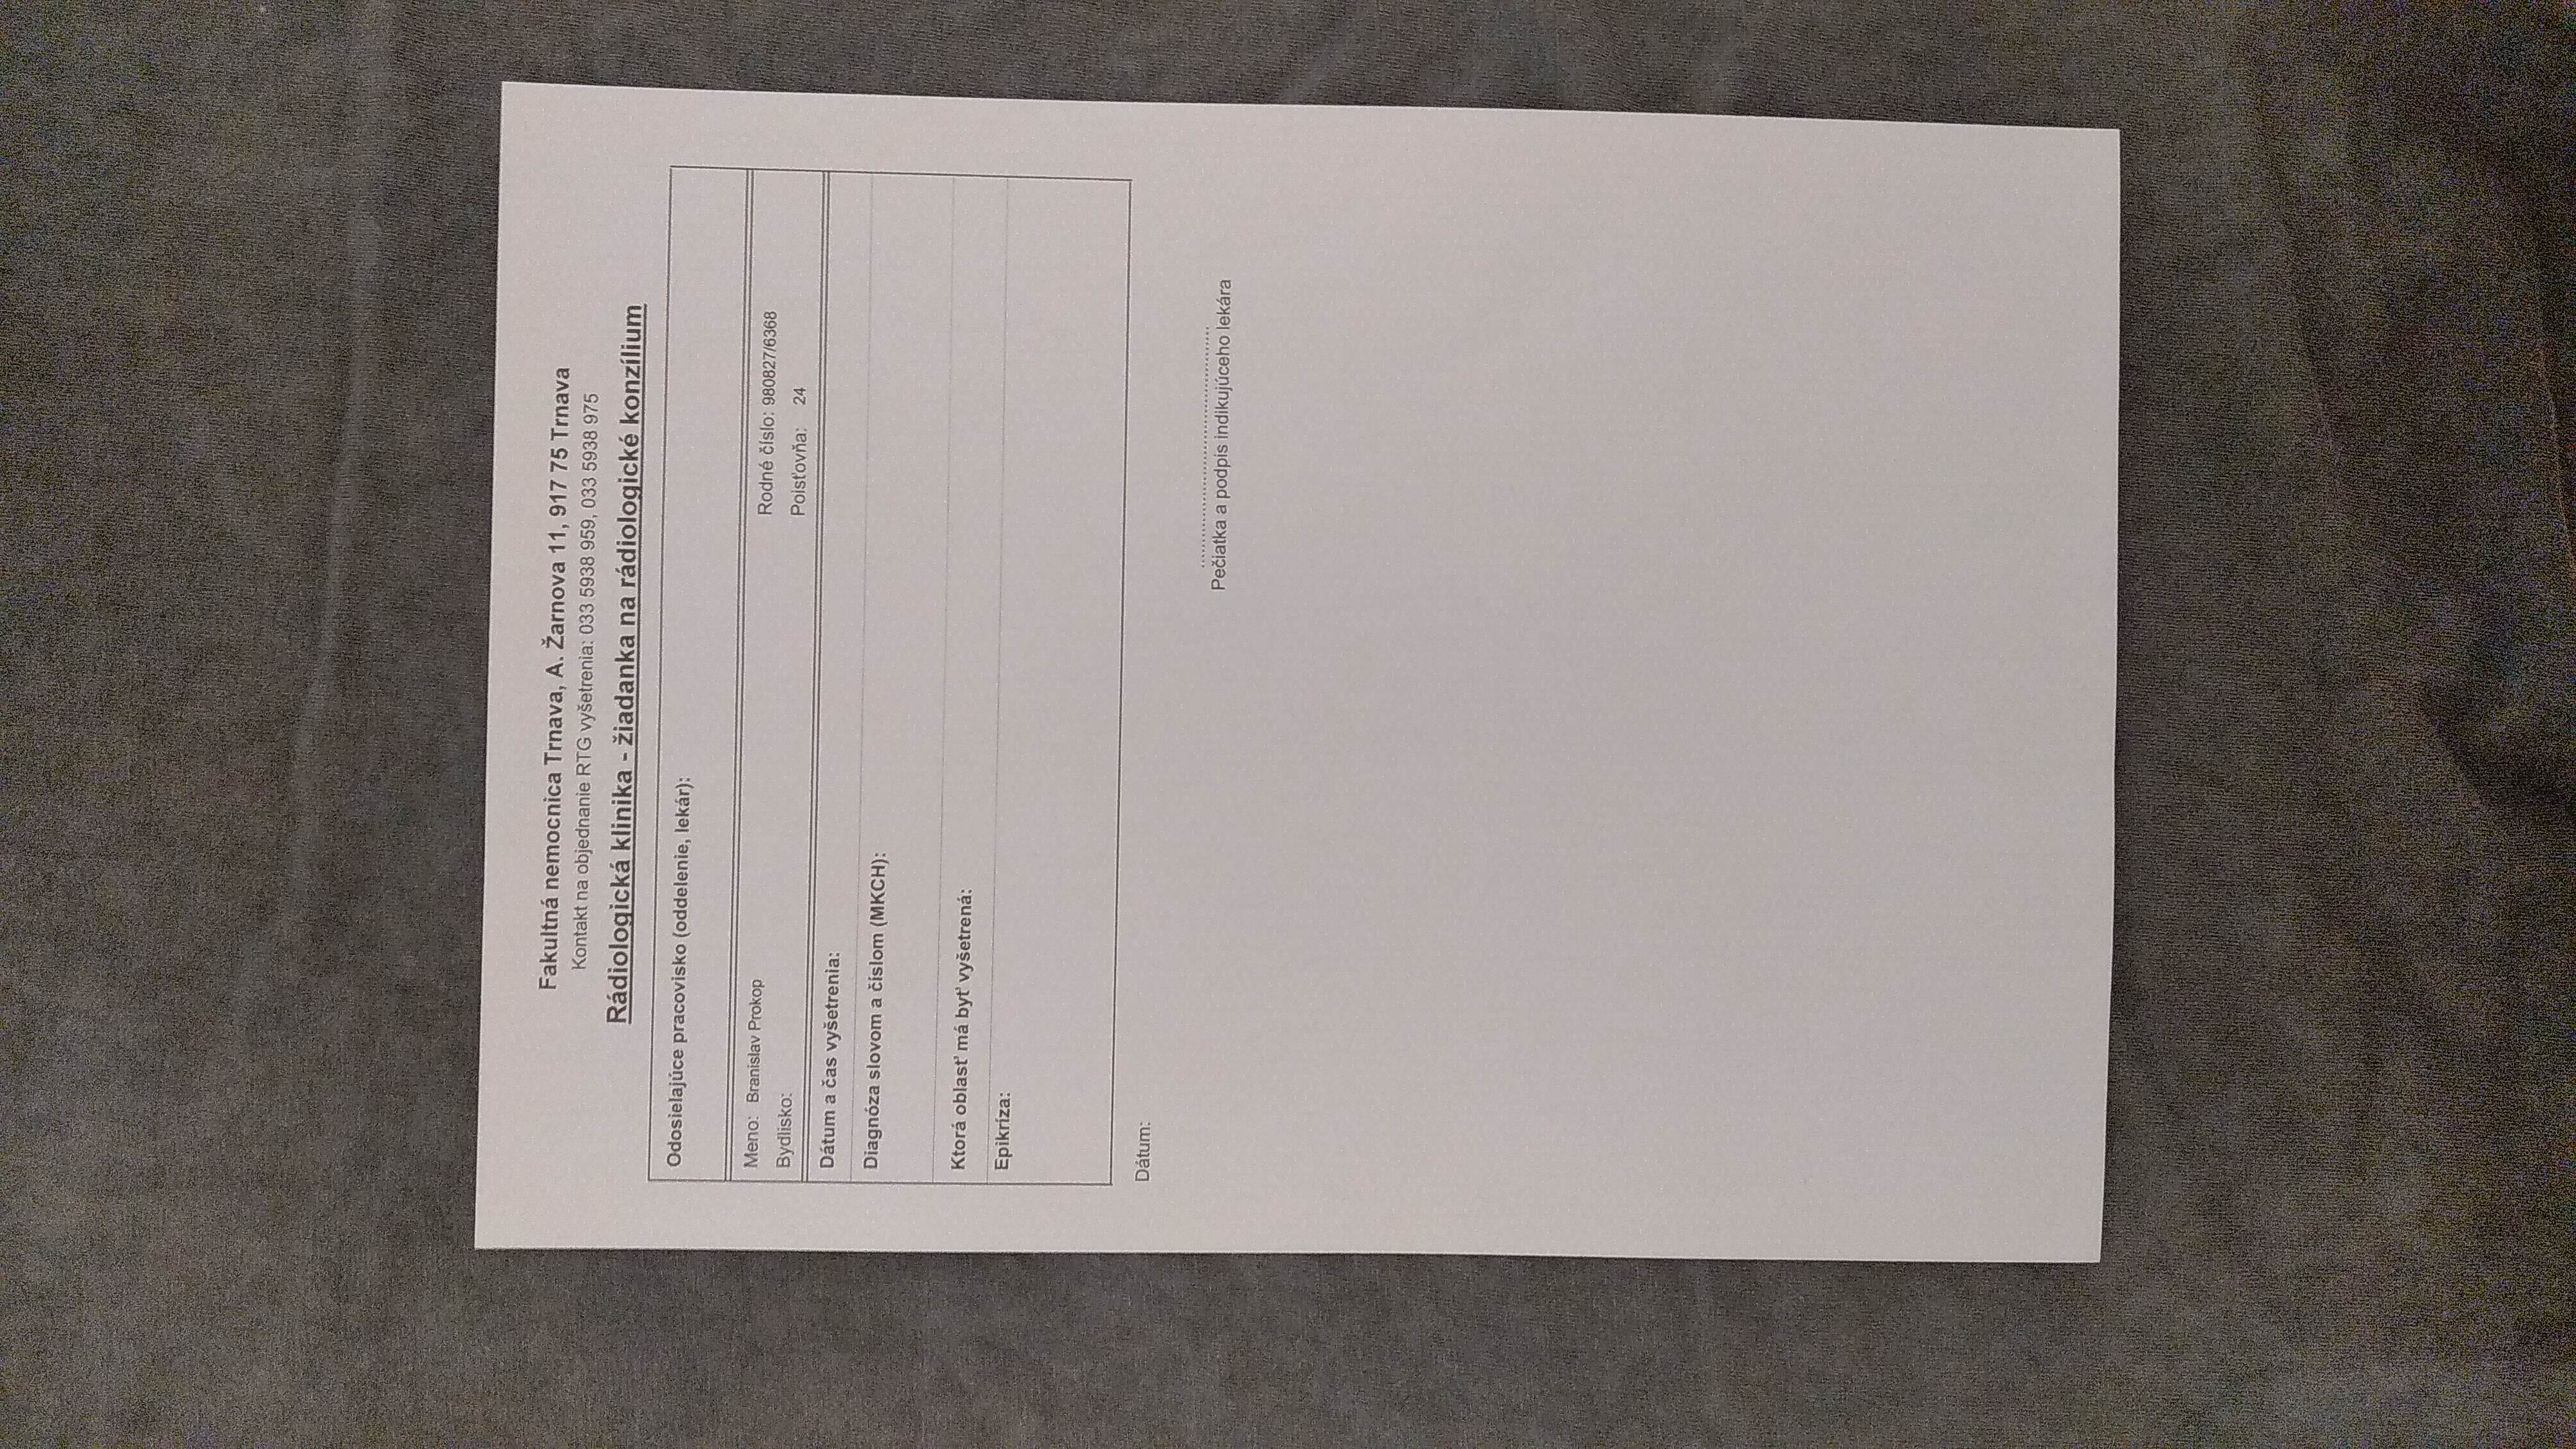 Fakultná nemocnica Trnava, A. Žarnova 11, 917 75 Trnava
Kontakt na objednanie RTG vyšetrenia: 033 5938 959, 033 5938 975
Rádiologická klinika - žiadanka na rádiologické konzílium
Odosielajúce pracovisko (oddelenie, lekár):
Meno: Branislav Prokop
Rodné číslo: 980827/6368
Bydlisko:
Poisťovňa: 24
Dátum a čas vyšetrenia:
Diagnóza slovom a číslom (MKCH):
Ktorá oblasť má byť vyšetrená:
Epikríza:
Dátum:
Pečiatka a podpis indikujúceho lekára